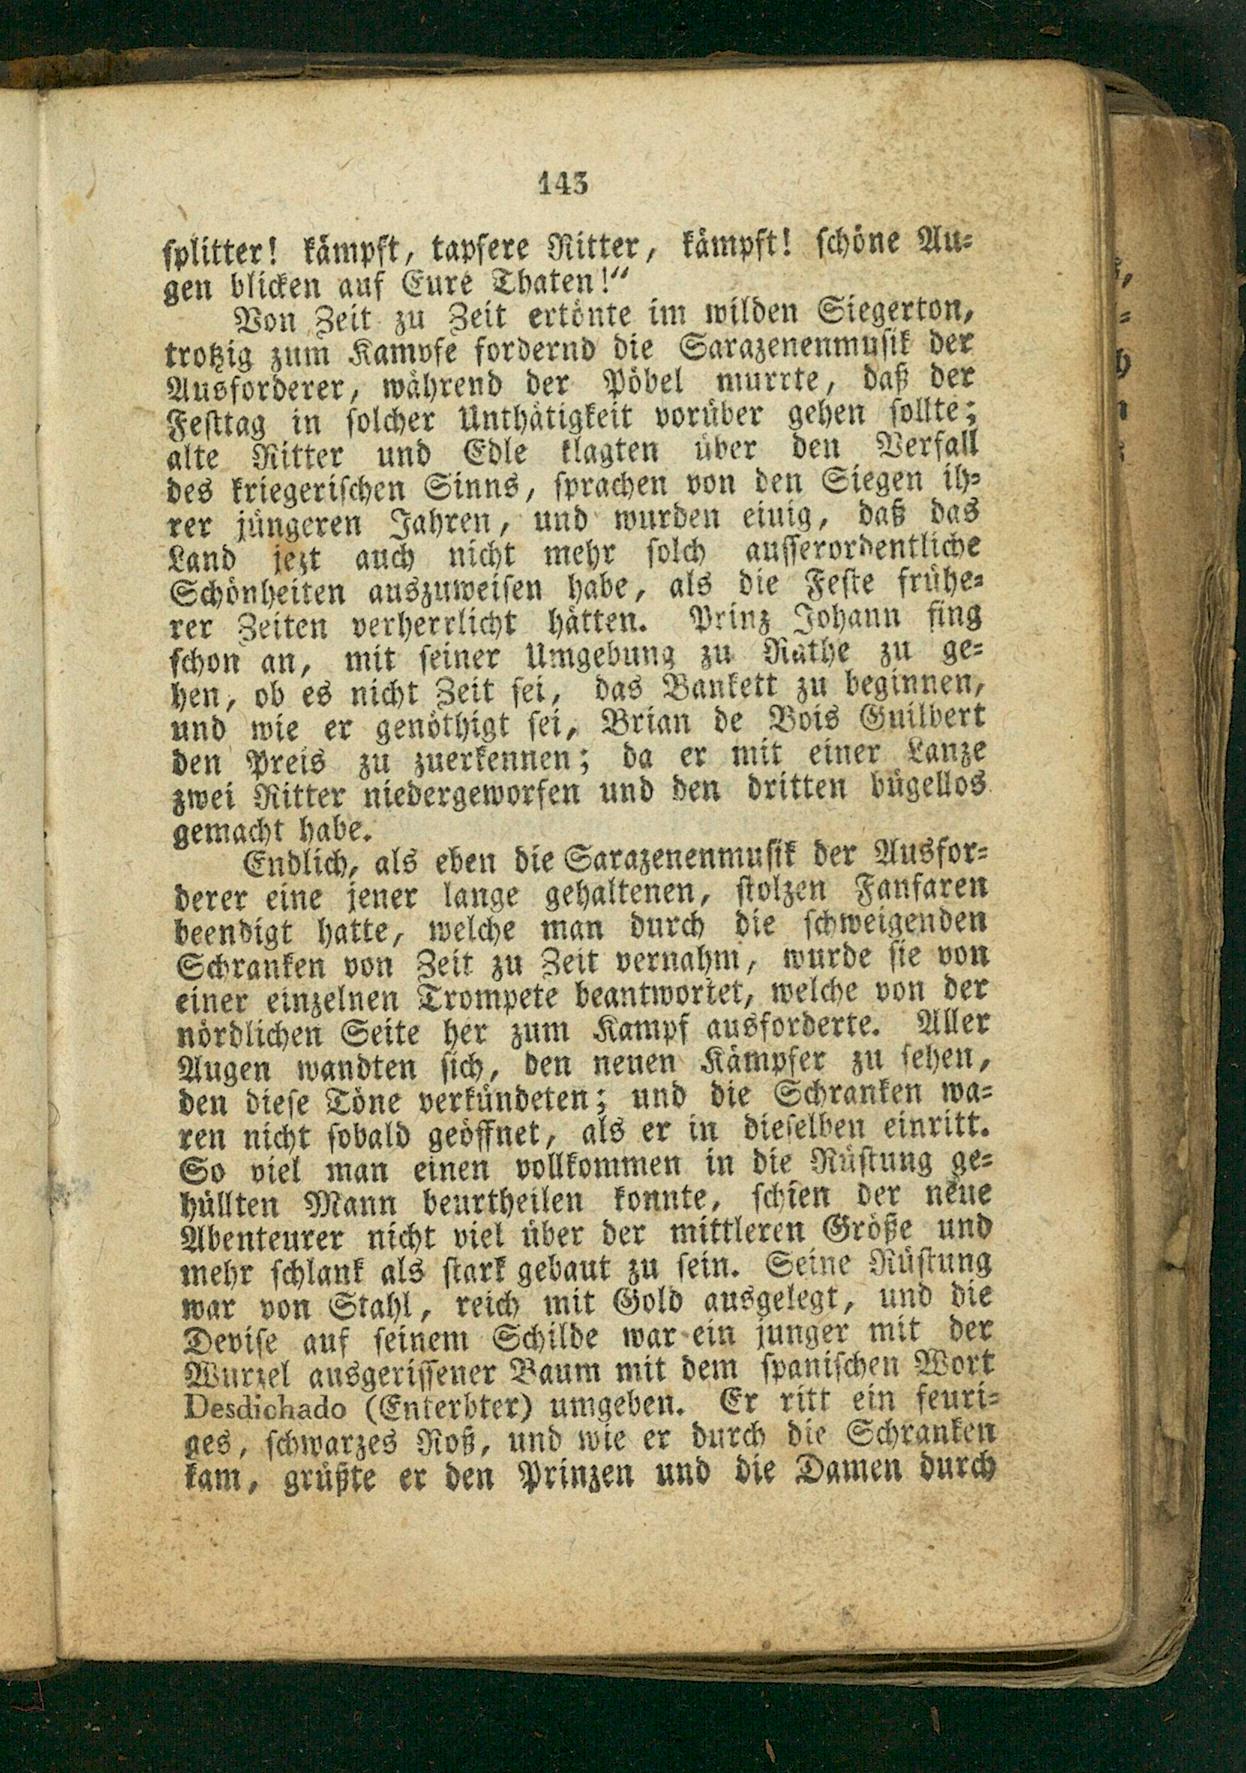 143
splitter! kämpft, tapfere Ritter, kämpft! schöne Au-
gen blicken auf Eure Thaten!“
Von Zeit zu Zeit ertönte im wilden Siegerton,
trotzig zum Kampfe fordernd die Sarazenenmusik der
Ausforderer, während der Pöbel murrte, daß der
Festtag in solcher Unthätigkeit vorüber gehen sollte;
alte Ritter und Edle klagten über den Verfall
des kriegerischen Sinns, sprachen von den Siegen ih-
rer jüngeren Jahren, und wurden einig, daß das
Land jezt auch nicht mehr solch ausserordentliche
Schönheiten auszuweisen habe, als die Feste frühe-
rer Zeiten verherrlicht hätten. Prinz Johann fing
schon an, mit seiner Umgebung zu Rathe zu ge-
hen, ob es nicht Zeit sei, das Bankett zu beginnen,
und wie er genöthigt sei, Brian de Bois Guilbert
den Preis zu zuerkennen; da er mit einer Lanze
zwei Ritter niedergeworfen und den dritten bügellos
gemacht habe.
Endlich, als eben die Sarazenenmusik der Ausfor-
derer eine jener lange gehaltenen, stolzen Fanfaren
beendigt hatte, welche man durch die schweigenden
Schranken von Zeit zu Zeit vernahm, wurde sie von
einer einzelnen Trompete beantwortet, welche von der
nördlichen Seite her zum Kampf ausforderte. Aller
Augen wandten sich, den neuen Kämpfer zu sehen,
den diese Töne verkündeten; und die Schranken wa-
ren nicht sobald geöffnet, als er in dieselben einritt.
So viel man einen vollkommen in die Rüstung ge-
hüllten Mann beurtheilen konnte, schien der neue
Abenteurer nicht viel über der mittleren Größe und
mehr schlank als stark gebaut zu sein. Seine Rüstung
war von Stahl, reich mit Gold ausgelegt, und die
Devise auf seinem Schilde war ein junger mit der
Wurzel ausgerissener Baum mit dem spanischen Wort
Desdichado (Enterbter) umgeben. Er ritt ein feuri-
ges, schwarzes Roß, und wie er durch die Schranken
kam, grüßte er den Prinzen und die Damen durch